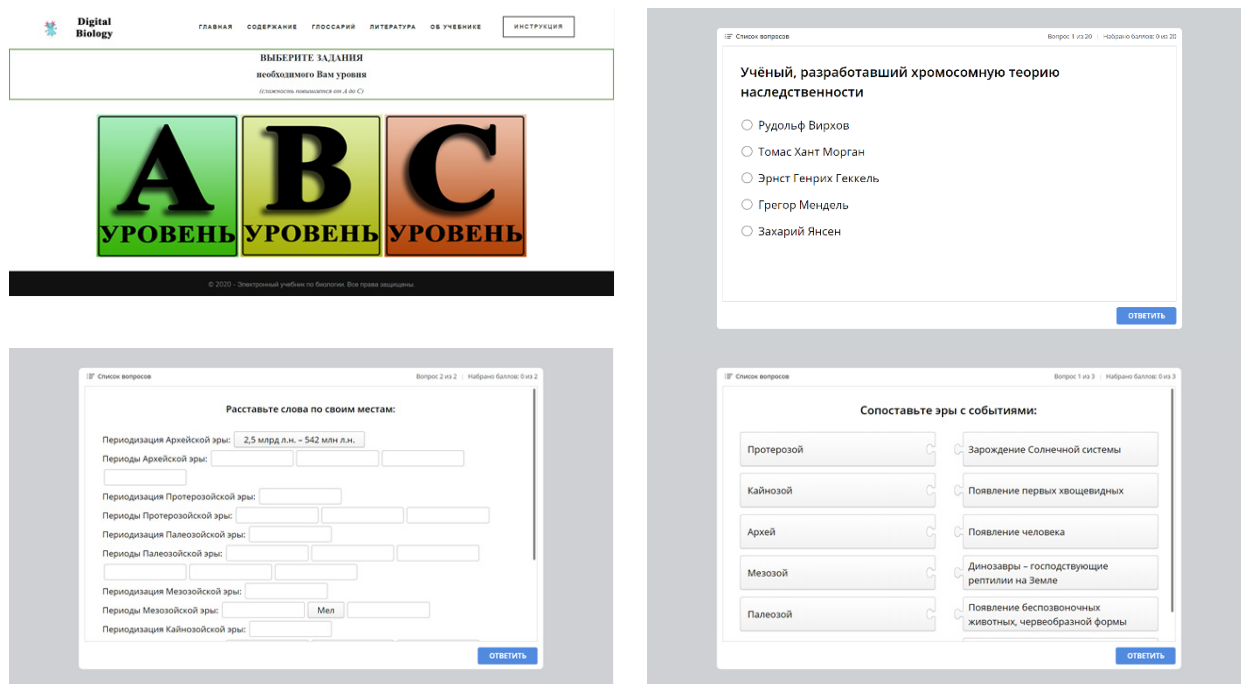 Digital
Biology
ГЛАВНАЯ СОДЕРЖАНИЕ ГЛОССАРИЙ ЛИТЕРАТУРА ОБ УЧЕБНИКЕ ИНСТРУКЦИЯ
ВЫБЕРИТЕ ЗАДАНИЯ
необходимого Вам уровня
(сложность повышается от А до С)
A B C
УРОВЕНЬ УРОВЕНЬ УРОВЕНЬ
© 2020 - Электронный учебник по биологии. Все права защищены.
Список вопросов Вопрос 1 из 20 | Набрано баллов: 0 из 20
Учёный, разработавший хромосомную теорию
наследственности
Рудольф Вирхов
Томас Хант Морган
Эрнст Генрих Геккель
Грегор Мендель
Захарий Янсен
ОТВЕТИТЬ
Список вопросов Вопрос 2 из 2 | Набрано баллов: 0 из 2
Расставьте слова по своим местам:
Периодизация Архейской эры: 2,5 млрд л.н. – 542 млн л.н.
Периоды Архейской эры:
Периодизация Протерозойской эры:
Периоды Протерозойской эры:
Периодизация Палеозойской эры:
Периоды Палеозойской эры:
Периодизация Мезозойской эры:
Периоды Мезозойской эры: Мел
Периодизация Кайнозойской эры:
ОТВЕТИТЬ
Список вопросов Вопрос 1 из 3 | Набрано баллов: 0 из 3
Сопоставьте эры с событиями:
Протерозой Зарождение Солнечной системы
Кайнозой Появление первых хвощевидных
Архей Появление человека
Мезозой Динозавры – господствующие
рептилии на Земле
Палеозой Появление беспозвоночных
животных, червеобразной формы
ОТВЕТИТЬ